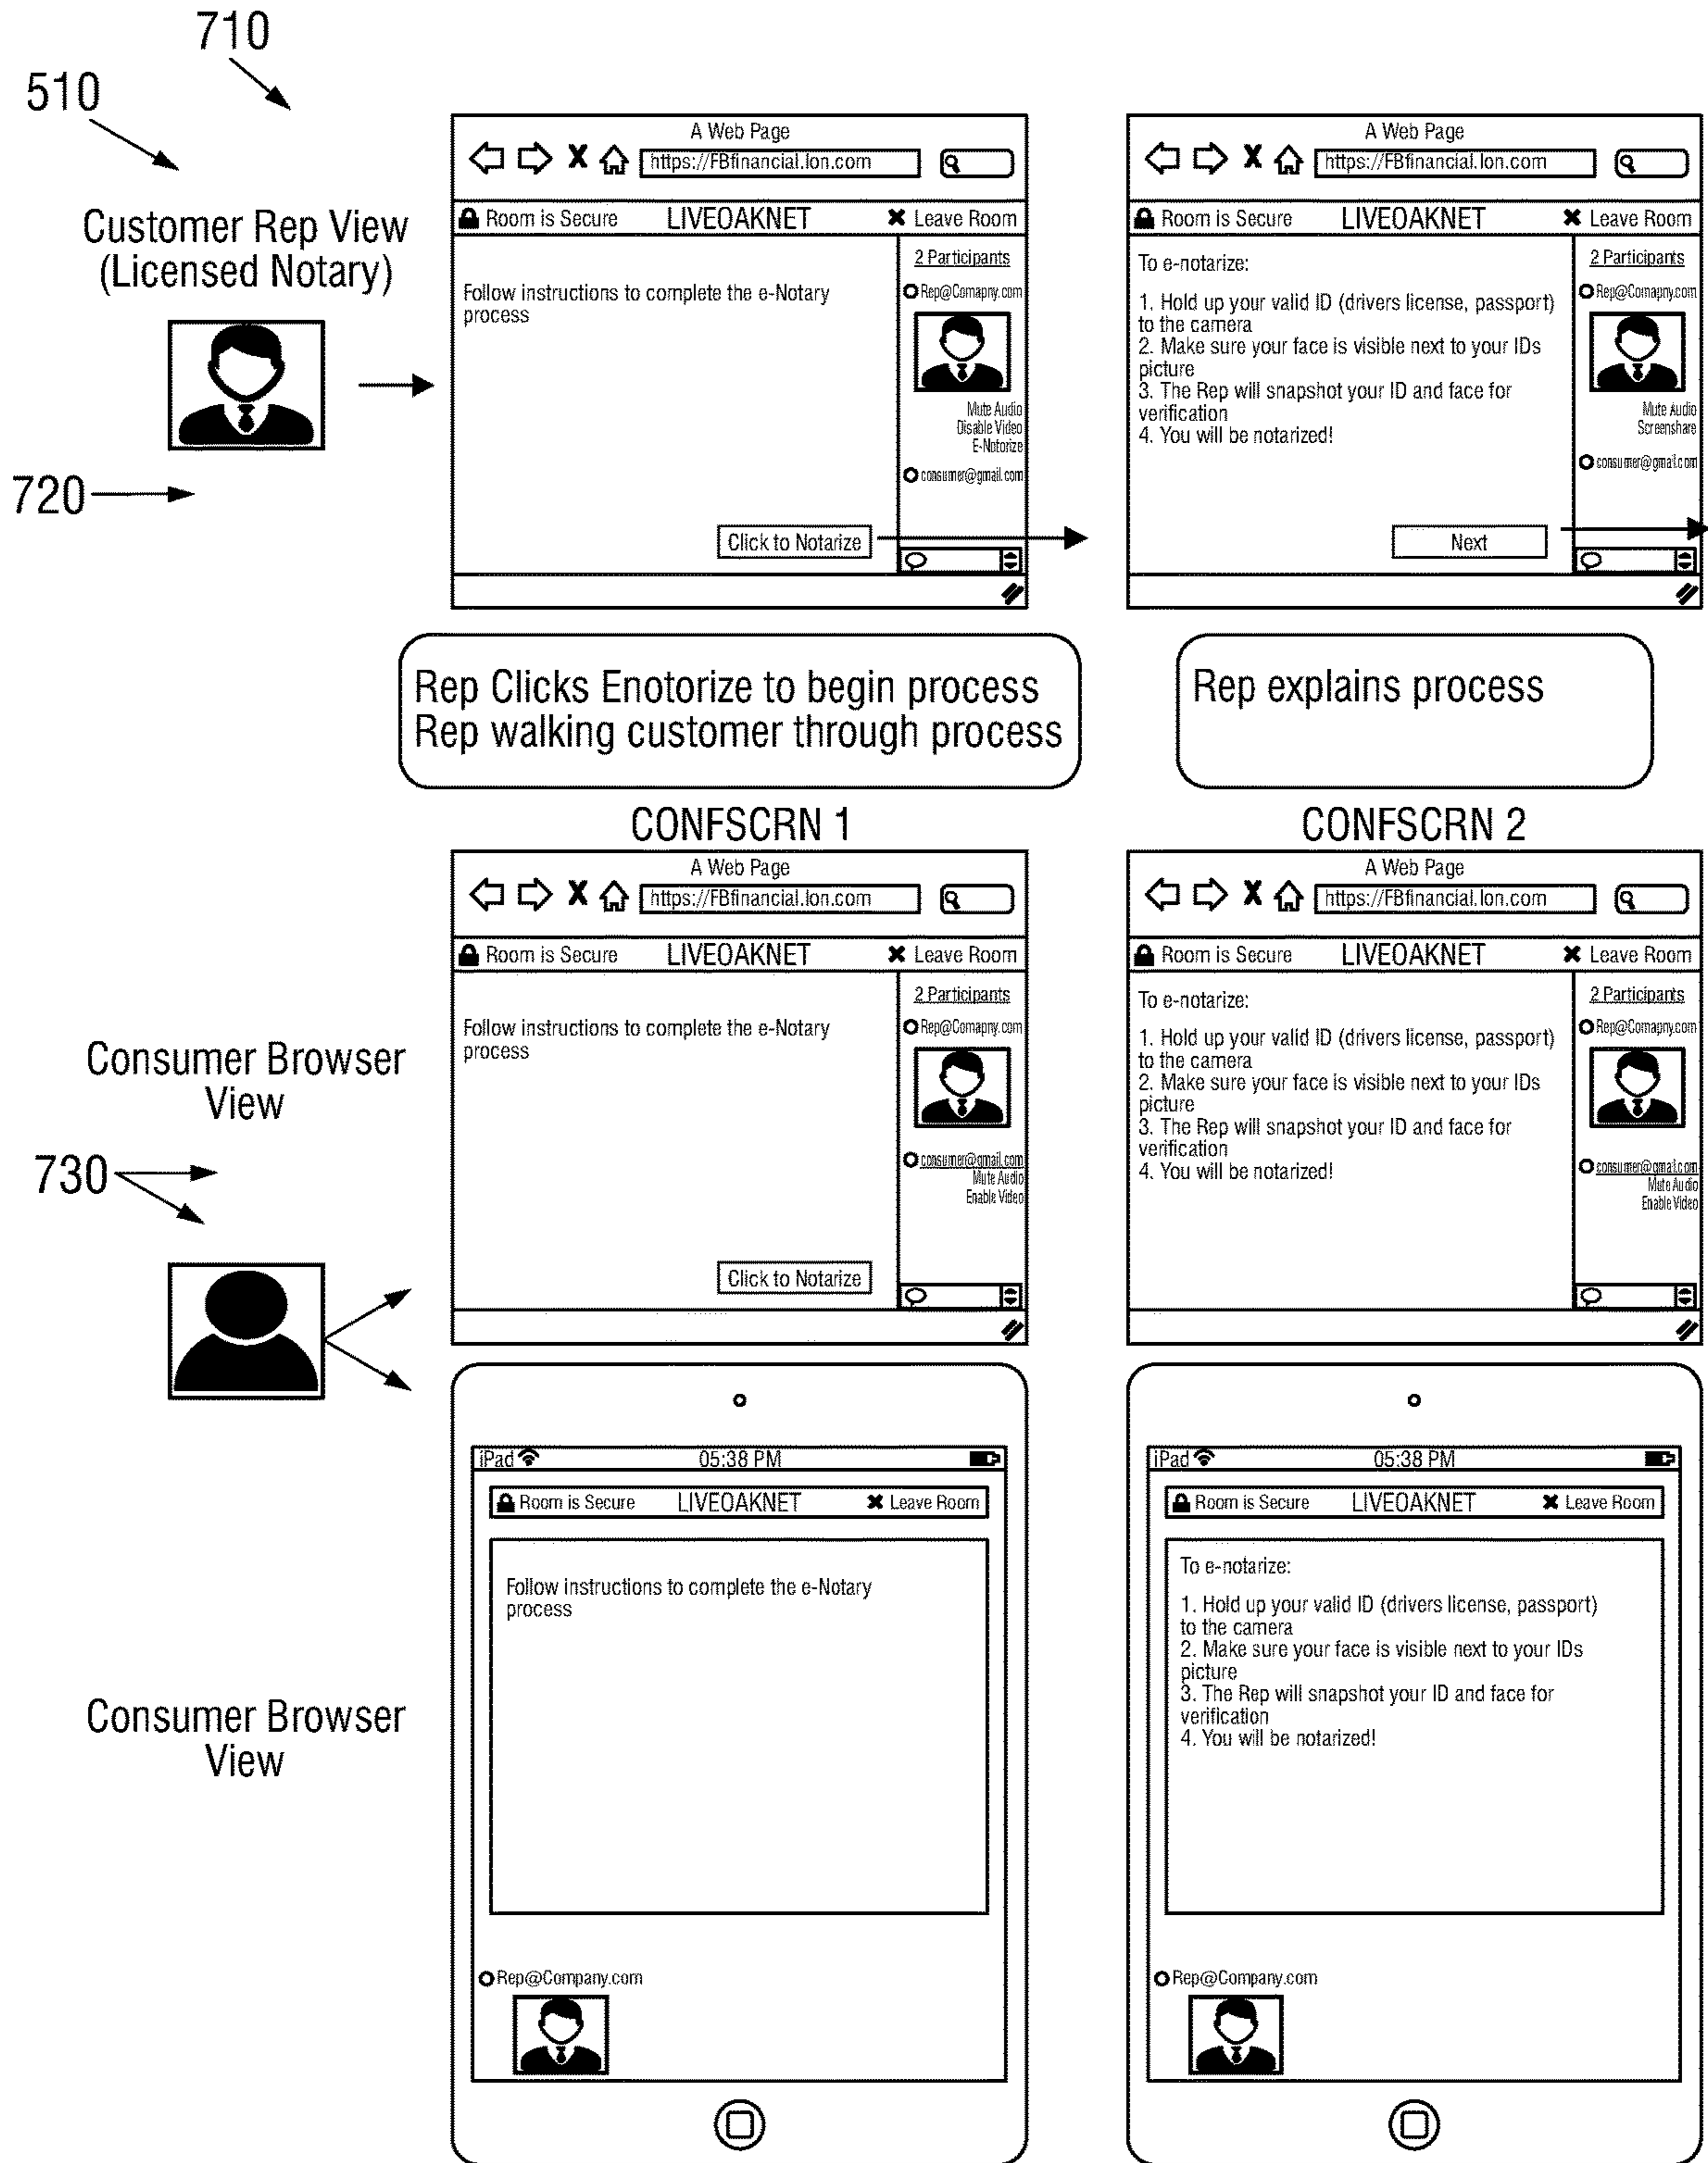 710
510
Customer Rep View
(Licensed Notary)
720
A Web Page
https://FBfinancial.lon.com
Room is Secure LIVEOAKNET Leave Room
Follow instructions to complete the e-Notary
process
2 Participants
Rep@Comapny.com
Mute Audio
Disable Video
E-Notorize
consumer@gmail.com
Click to Notarize
A Web Page
https://FBfinancial.lon.com
Room is Secure LIVEOAKNET Leave Room
To e-notarize:
1. Hold up your valid ID (drivers license, passport)
to the camera
2. Make sure your face is visible next to your IDs
picture
3. The Rep will snapshot your ID and face for
verification
4. You will be notarized!
2 Participants
Rep@Comapny.com
Mute Audio
Screenshare
consumer@gmail.com
Next
Rep Clicks Enotorize to begin process
Rep walking customer through process
Rep explains process
CONFSCRN 1
CONFSCRN 2
Consumer Browser
View
730
A Web Page
https://FBfinancial.lon.com
Room is Secure LIVEOAKNET Leave Room
Follow instructions to complete the e-Notary
process
2 Participants
Rep@Comapny.com
consumer@gmail.com
Mute Audio
Enable Video
Click to Notarize
A Web Page
https://FBfinancial.lon.com
Room is Secure LIVEOAKNET Leave Room
To e-notarize:
1. Hold up your valid ID (drivers license, passport)
to the camera
2. Make sure your face is visible next to your IDs
picture
3. The Rep will snapshot your ID and face for
verification
4. You will be notarized!
2 Participants
Rep@Comapny.com
consumer@gmail.com
Mute Audio
Enable Video
Consumer Browser
View
iPad 05:38 PM
Room is Secure LIVEOAKNET Leave Room
Follow instructions to complete the e-Notary
process
Rep@Company.com
iPad 05:38 PM
Room is Secure LIVEOAKNET Leave Room
To e-notarize:
1. Hold up your valid ID (drivers license, passport)
to the camera
2. Make sure your face is visible next to your IDs
picture
3. The Rep will snapshot your ID and face for
verification
4. You will be notarized!
Rep@Company.com